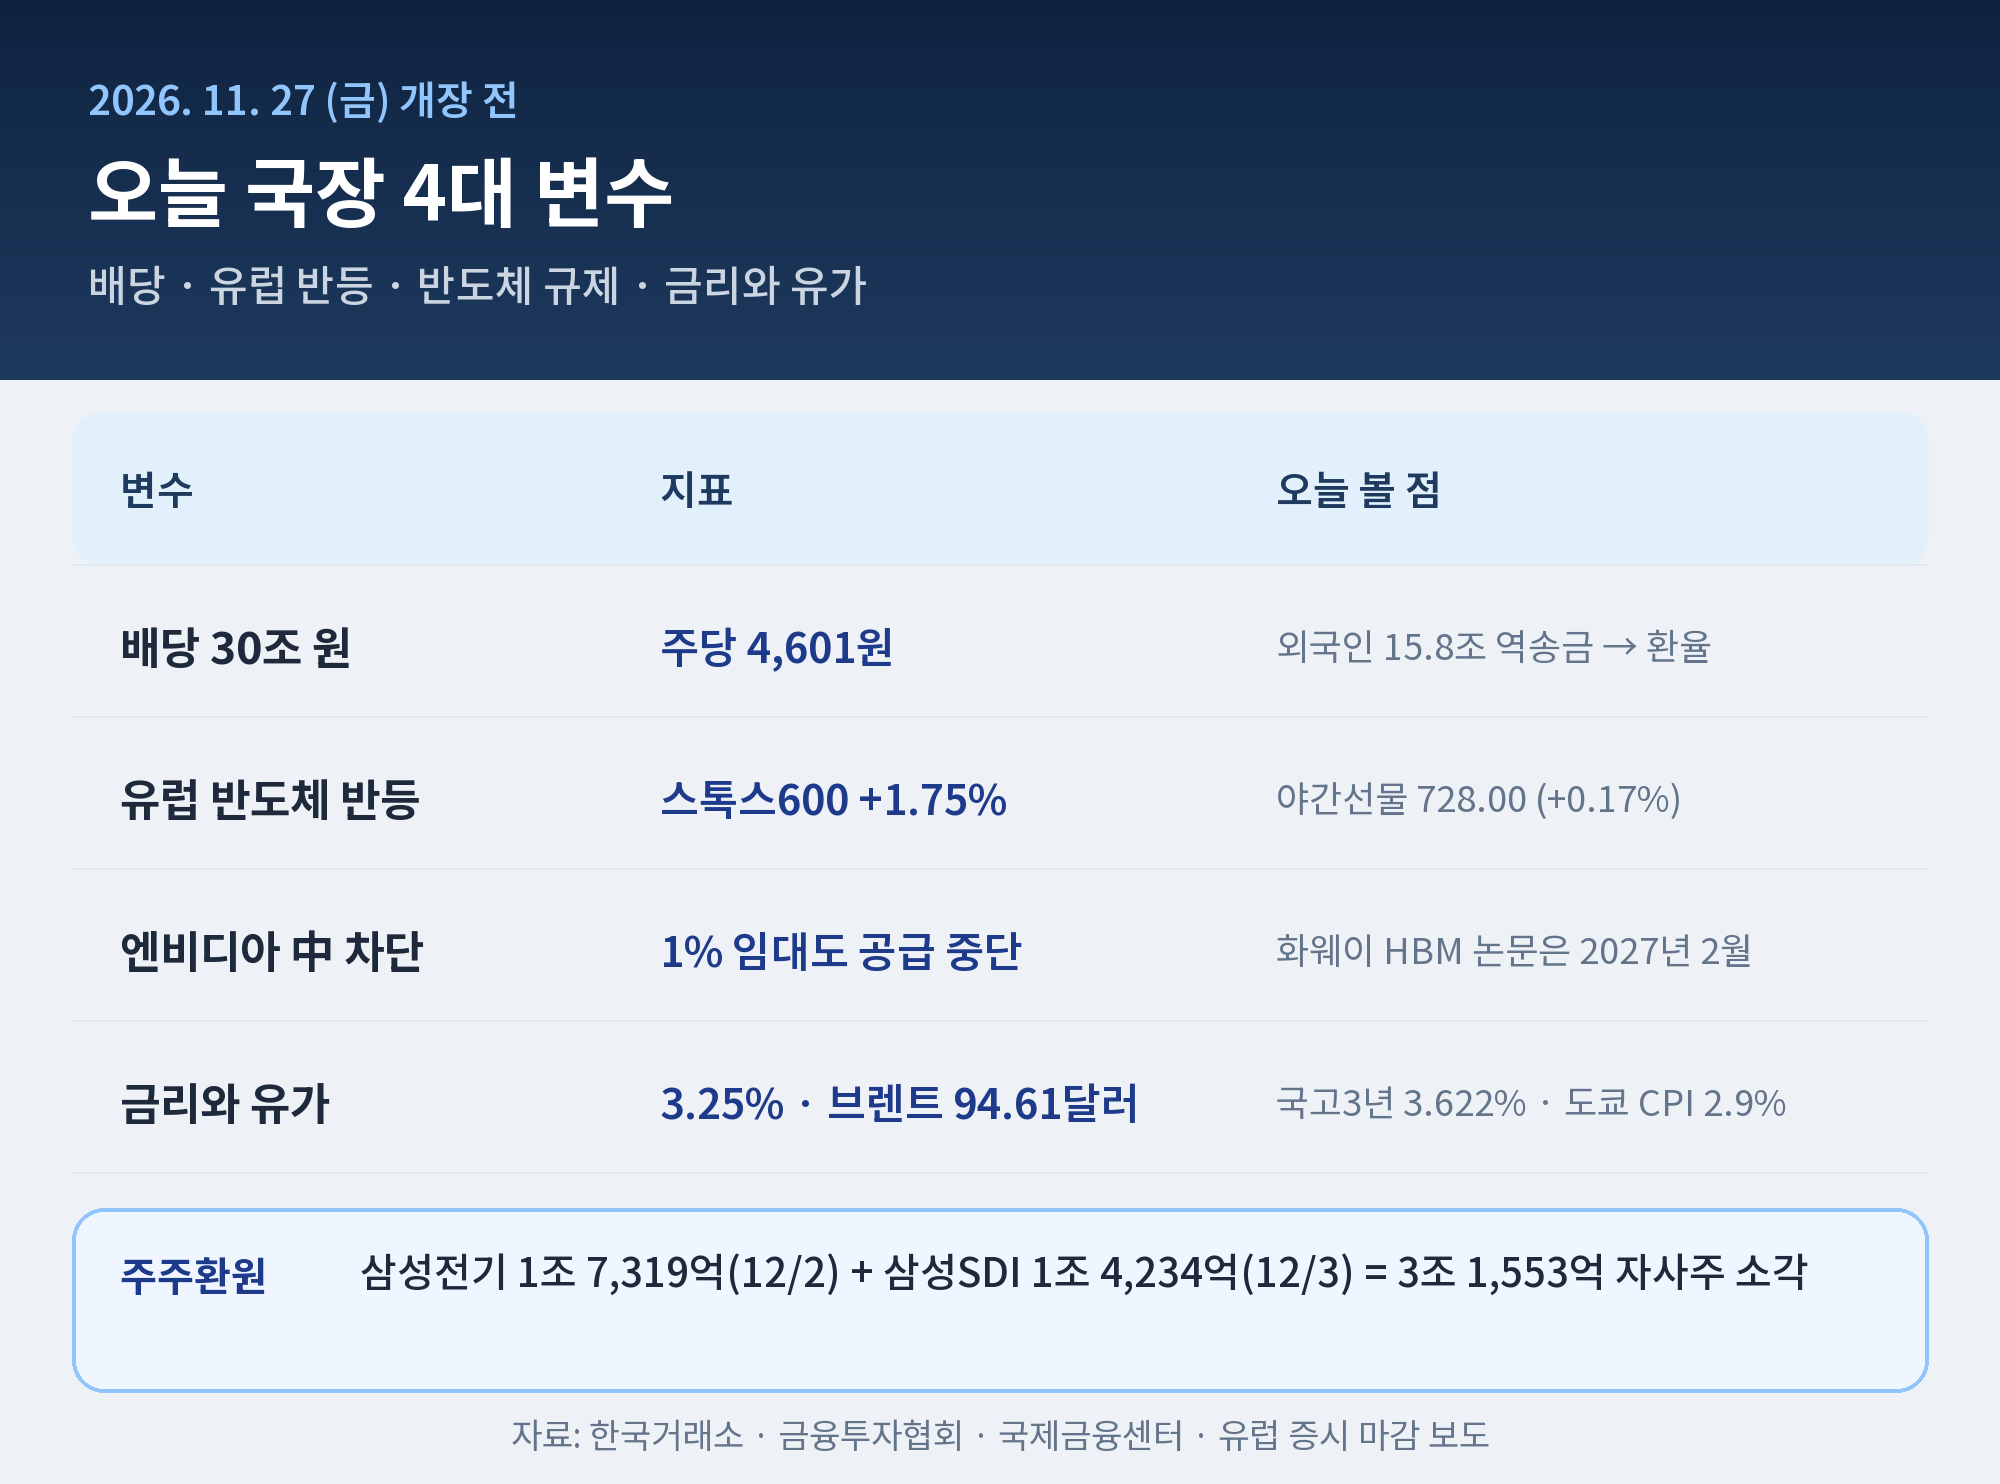 2026. 11. 27 (금) 개장 전
오늘 국장 4대 변수
배당 · 유럽 반등 · 반도체 규제 · 금리와 유가
변수 지표 오늘 볼 점
배당 30조 원 주당 4,601원 외국인 15.8조 역송금 → 환율
유럽 반도체 반등 스톡스600 +1.75% 야간선물 728.00 (+0.17%)
엔비디아 中 차단 1% 임대도 공급 중단 화웨이 HBM 논문은 2027년 2월
금리와 유가 3.25% · 브렌트 94.61달러 국고3년 3.622% · 도쿄 CPI 2.9%
주주환원 삼성전기 1조 7,319억(12/2) + 삼성SDI 1조 4,234억(12/3) = 3조 1,553억 자사주 소각
자료: 한국거래소 · 금융투자협회 · 국제금융센터 · 유럽 증시 마감 보도